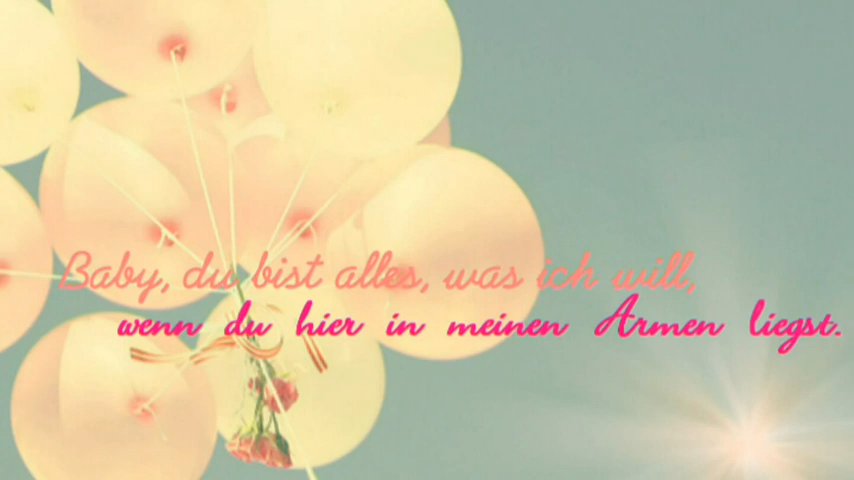 Baby, du bist alles, was ich will,
wenn du hier in meinen Armen liegst.